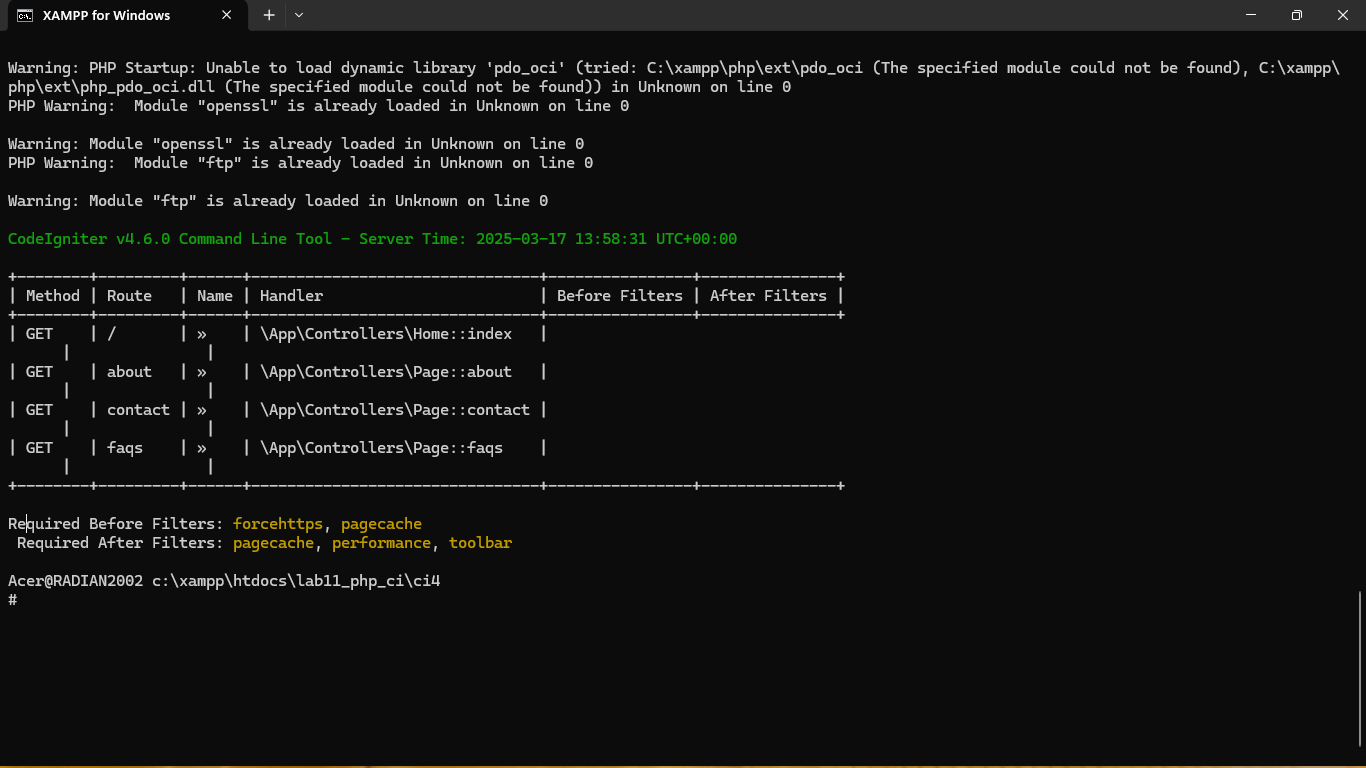 XAMPP for Windows
Warning: PHP Startup: Unable to load dynamic library 'pdo_oci' (tried: C:\xampp\php\ext\pdo_oci (The specified module could not be found), C:\xampp\
php\ext\php_pdo_oci.dll (The specified module could not be found)) in Unknown on line 0
PHP Warning:  Module "openssl" is already loaded in Unknown on line 0
Warning: Module "openssl" is already loaded in Unknown on line 0
PHP Warning:  Module "ftp" is already loaded in Unknown on line 0
Warning: Module "ftp" is already loaded in Unknown on line 0
CodeIgniter v4.6.0 Command Line Tool - Server Time: 2025-03-17 13:58:31 UTC+00:00
+--------+---------+------+--------------------------------+----------------+---------------+
| Method | Route   | Name | Handler                        | Before Filters | After Filters |
+--------+---------+------+--------------------------------+----------------+---------------+
| GET    | /       | »    | \App\Controllers\Home::index   |
      |               |
| GET    | about   | »    | \App\Controllers\Page::about   |
      |               |
| GET    | contact | »    | \App\Controllers\Page::contact |
      |               |
| GET    | faqs    | »    | \App\Controllers\Page::faqs    |
      |               |
+--------+---------+------+--------------------------------+----------------+---------------+
Required Before Filters: forcehttps, pagecache
 Required After Filters: pagecache, performance, toolbar
Acer@RADIAN2002 c:\xampp\htdocs\lab11_php_ci\ci4
#